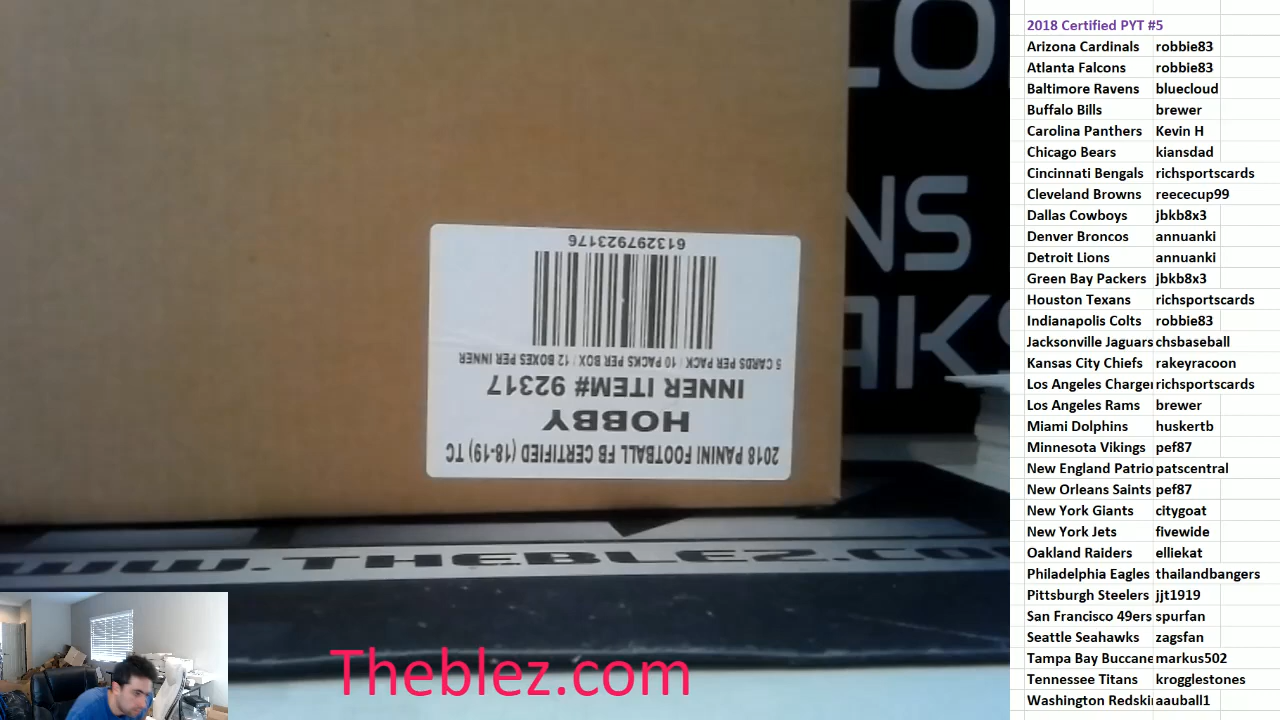 613297923176
5 CARDS PER PACK / 10 PACKS PER BOX / 12 BOXES PER INNER
INNER ITEM# 92317
HOBBY
2018 PANINI FOOTBALL FB CERTIFIED (18-19) TC
WWW.THEBLEZ.CO
Theblez.com
2018 Certified PYT #5
Arizona Cardinals robbie83
Atlanta Falcons robbie83
Baltimore Ravens bluecloud
Buffalo Bills brewer
Carolina Panthers Kevin H
Chicago Bears kiansdad
Cincinnati Bengals richsportscards
Cleveland Browns reececup99
Dallas Cowboys jbkb8x3
Denver Broncos annuanki
Detroit Lions annuanki
Green Bay Packers jbkb8x3
Houston Texans richsportscards
Indianapolis Colts robbie83
Jacksonville Jaguars chsbaseball
Kansas City Chiefs rakeyracoon
Los Angeles Charger richsportscards
Los Angeles Rams brewer
Miami Dolphins huskertb
Minnesota Vikings pef87
New England Patrio patscentral
New Orleans Saints pef87
New York Giants citygoat
New York Jets fivewide
Oakland Raiders elliekat
Philadelphia Eagles thailandbangers
Pittsburgh Steelers jjt1919
San Francisco 49ers spurfan
Seattle Seahawks zagsfan
Tampa Bay Buccane markus502
Tennessee Titans krogglestones
Washington Redski aauball1